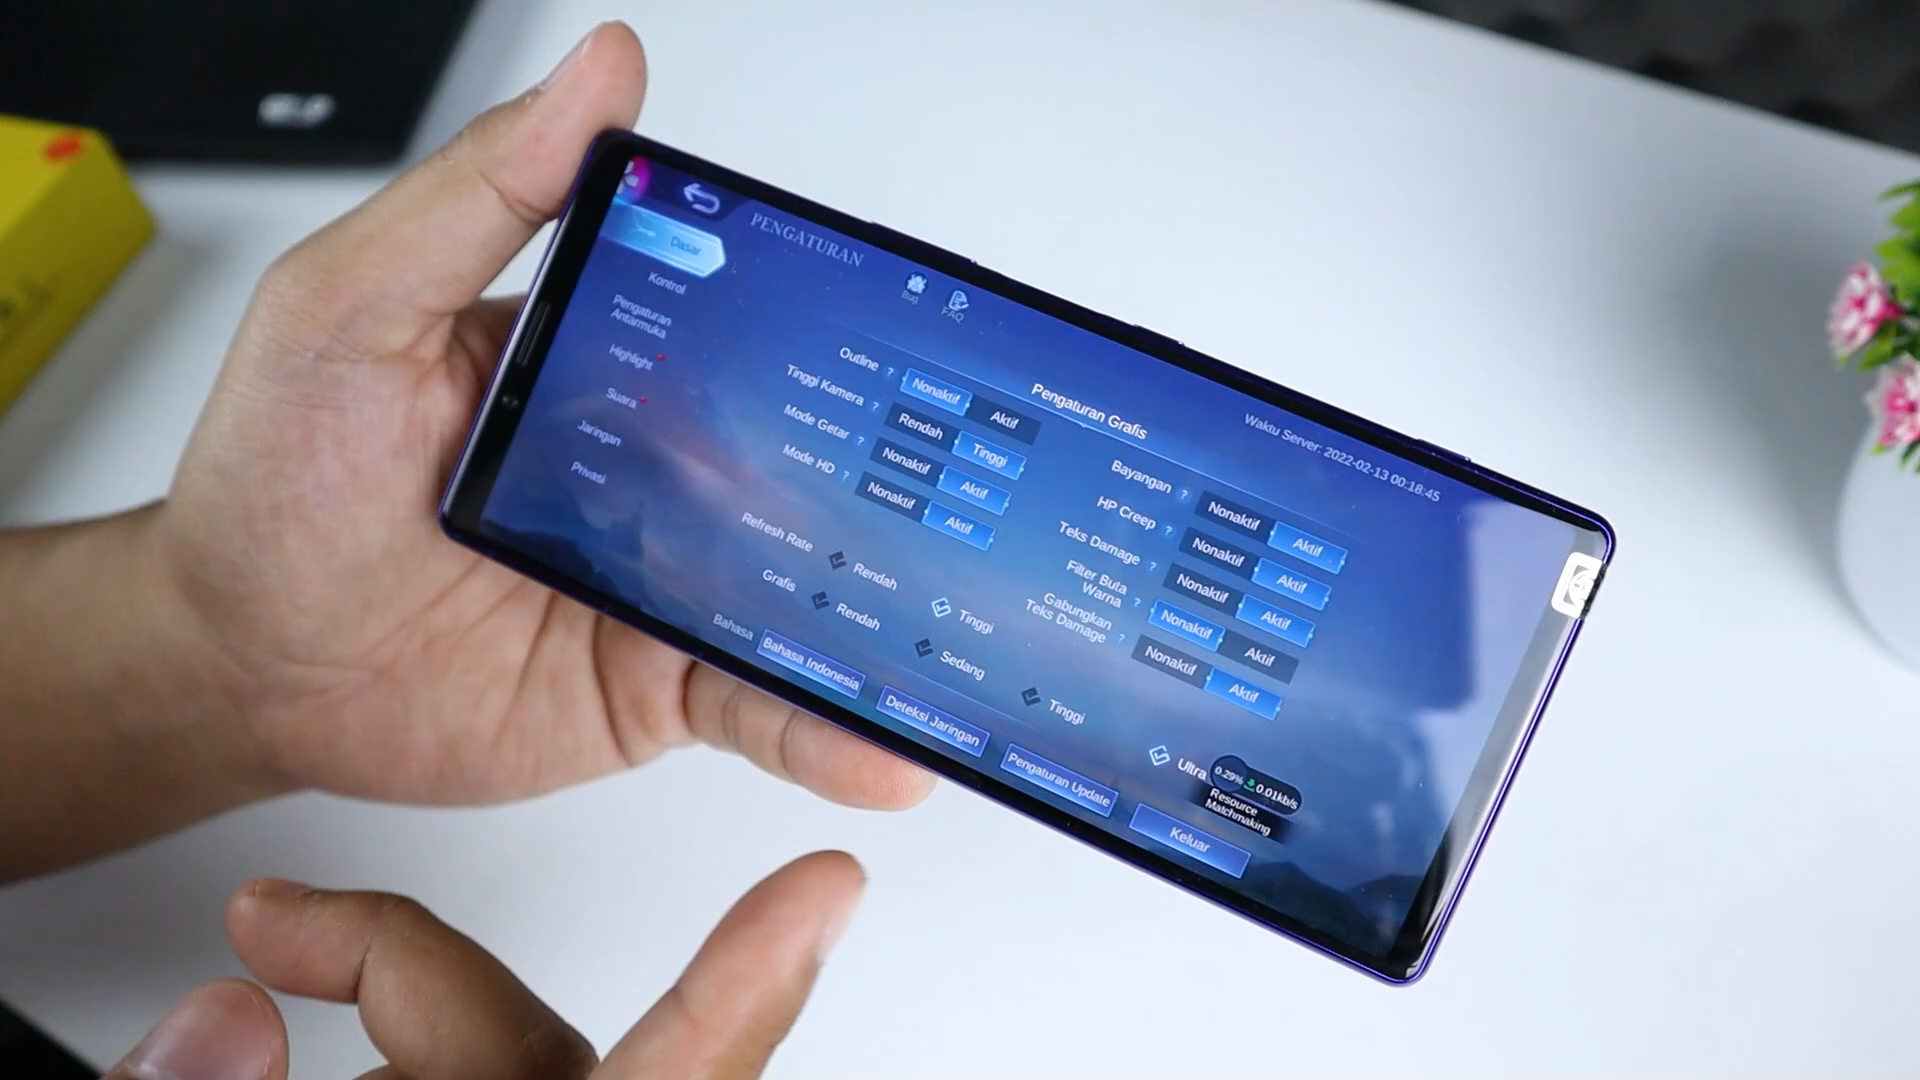 PENGATURAN
Dasar
Kontrol
Pengaturan
Antarmuka
Highlight
Suara
Jaringan
Privasi
Bug
FAQ
Pengaturan Grafis
Waktu Server: 2022-02-13 00:18:45
Outline ? Nonaktif Aktif
Tinggi Kamera ? Rendah Tinggi
Mode Getar ? Nonaktif Aktif
Mode HD ? Nonaktif Aktif
Bayangan ? Nonaktif Aktif
HP Creep ? Nonaktif Aktif
Teks Damage ? Nonaktif Aktif
Filter Buta
Warna ? Nonaktif Aktif
Gabungkan
Teks Damage ? Nonaktif Aktif
Refresh Rate Rendah Tinggi
Grafis Rendah Sedang Tinggi Ultra
0.29% 0.01kb/s
Resource
Matchmaking
Bahasa Bahasa Indonesia
Deteksi Jaringan
Pengaturan Update
Keluar